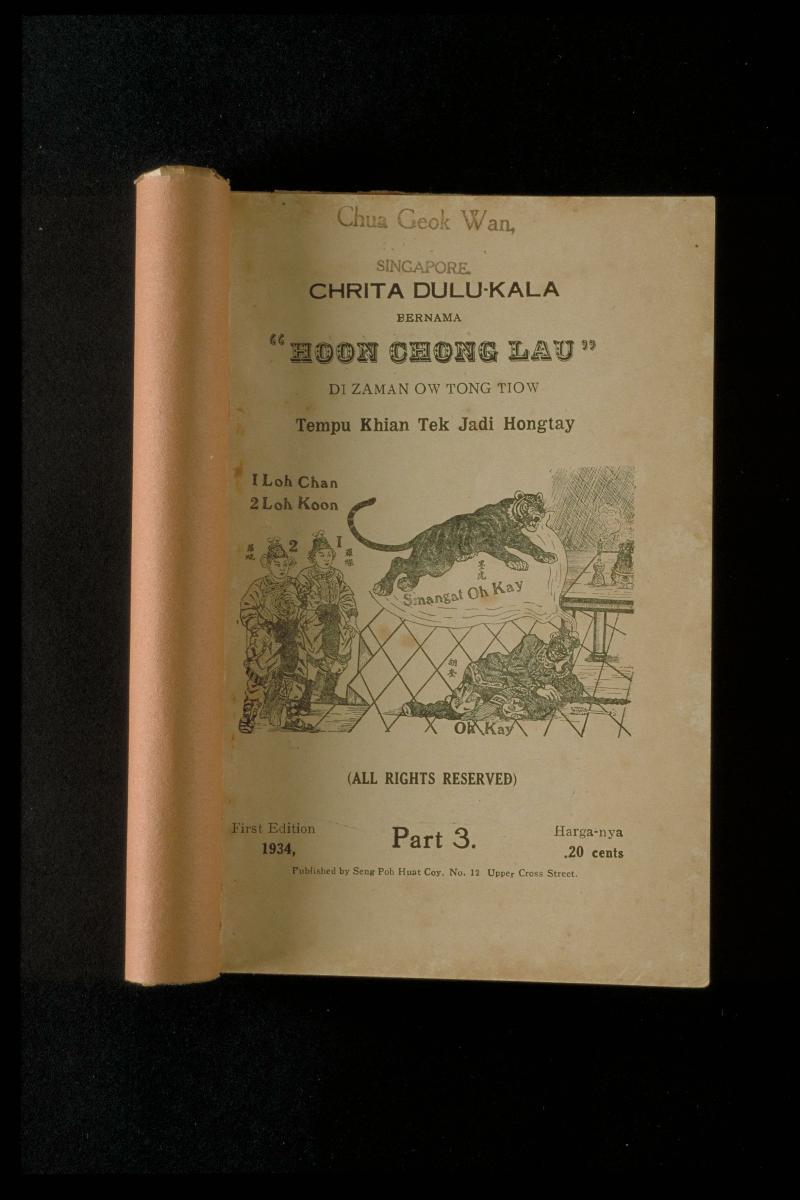 Chua Geok Wan,
SINGAPORE.
CHRITA DULU-KALA
BERNAMA
"HOON CHONG LAU"
DI ZAMAN OW TONG TIOW
Tempu Khian Tek Jadi Hongtay
1 Loh Chan
2 Loh Koon
2
1
Smangat Oh Kay
Oh Kay
(ALL RIGHTS RESERVED)
First Edition
1934,
Part 3.
Harga-nya
.20 cents
Published by Seng Poh Huat Coy. No. 12 Upper Cross Street.